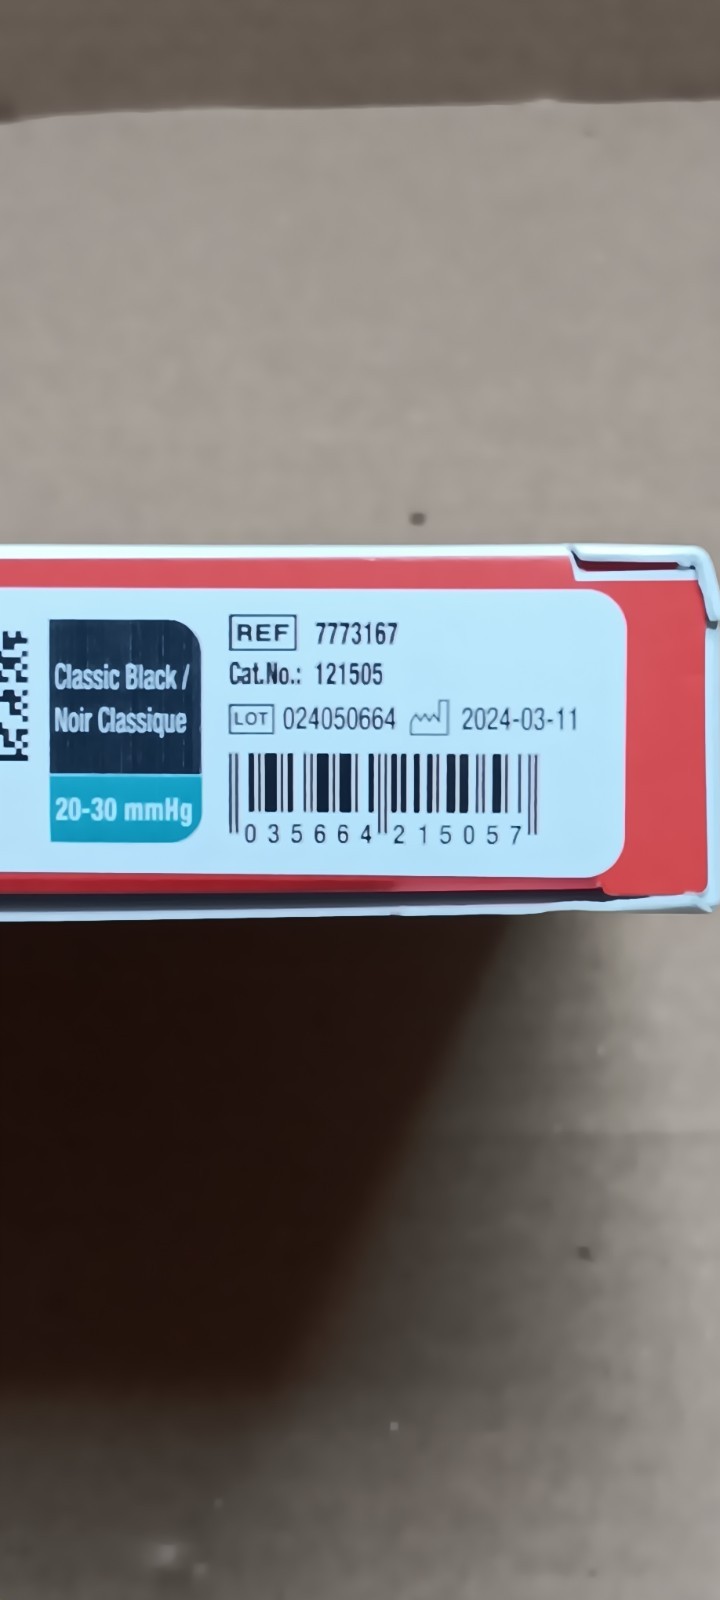 Classic Black /
Noir Classique
20-30 mmHg
REF 7773167
Cat.No.: 121505
LOT 024050664 2024-03-11
035664 215057